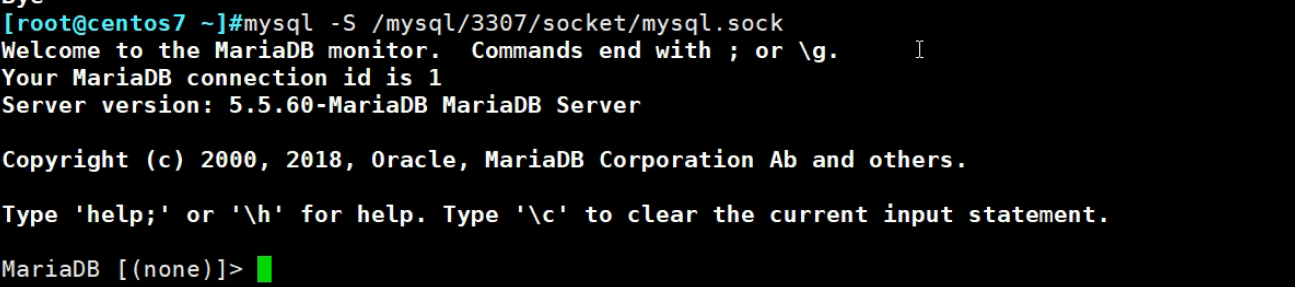 Bye
[root@centos7 ~]#mysql -S /mysql/3307/socket/mysql.sock
Welcome to the MariaDB monitor.  Commands end with ; or \g.
Your MariaDB connection id is 1
Server version: 5.5.60-MariaDB MariaDB Server
Copyright (c) 2000, 2018, Oracle, MariaDB Corporation Ab and others.
Type 'help;' or '\h' for help. Type '\c' to clear the current input statement.
MariaDB [(none)]>